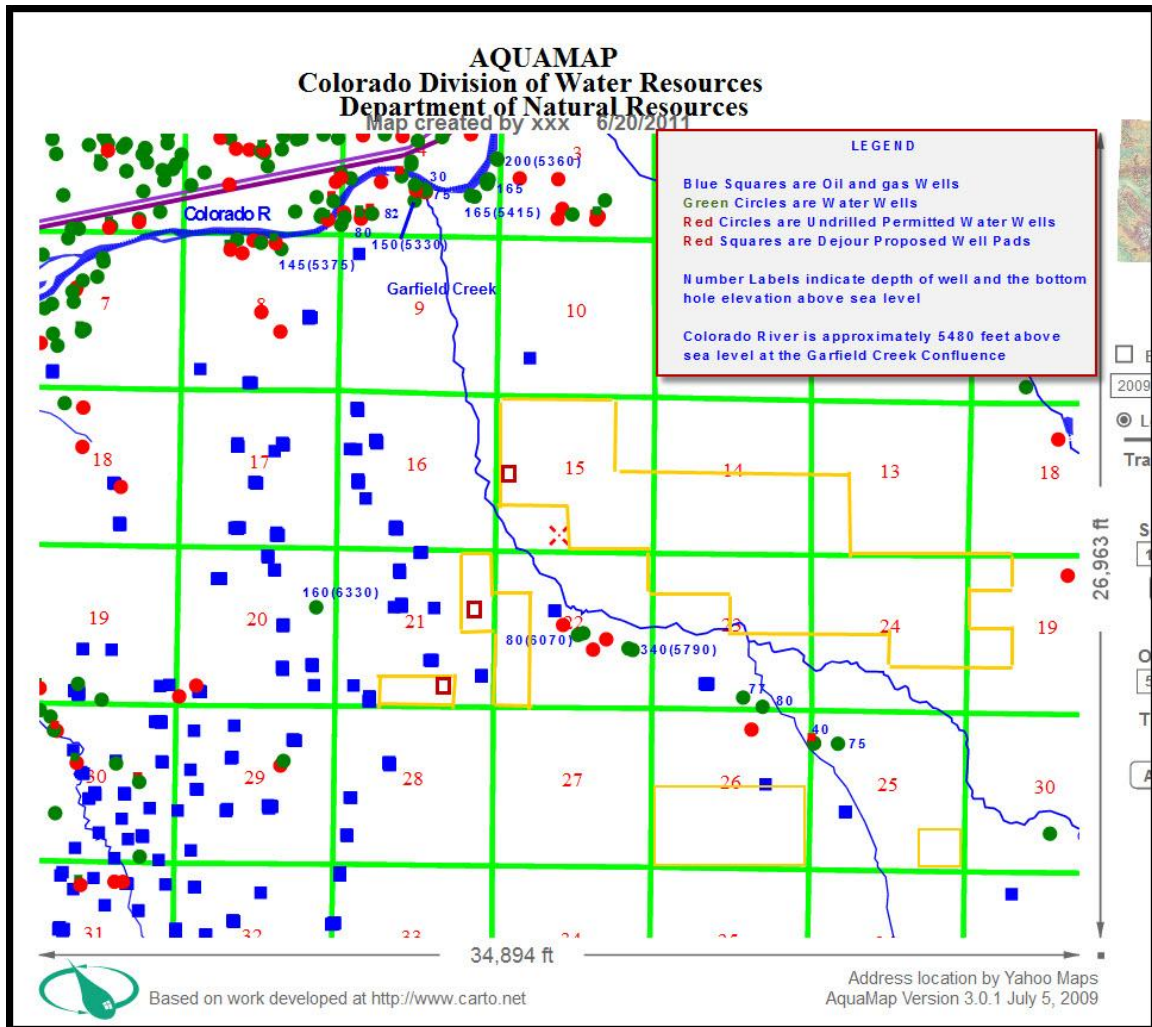 AQUAMAP
Colorado Division of Water Resources
Department of Natural Resources
Map created by xxx 6/20/2011
LEGEND
Blue Squares are Oil and gas Wells
Green Circles are Water Wells
Red Circles are Undrilled Permitted Water Wells
Red Squares are Dejour Proposed Well Pads
Number Labels indicate depth of well and the bottom
hole elevation above sea level
Colorado River is approximately 5480 feet above
sea level at the Garfield Creek Confluence
4
3
200(5360)
30
165
75
Colorado R
82
165(5415)
80
150(5330)
145(5375)
Garfield Creek
7
8
9
10
2009
18
17
16
15
14
13
18
Tra
26,963 ft
160(6330)
19
20
21
22
23
24
19
80(6070)
340(5790)
77
80
40
75
30
29
28
27
26
25
30
31
32
33
34,894 ft
Based on work developed at http://www.carto.net
Address location by Yahoo Maps
AquaMap Version 3.0.1 July 5, 2009